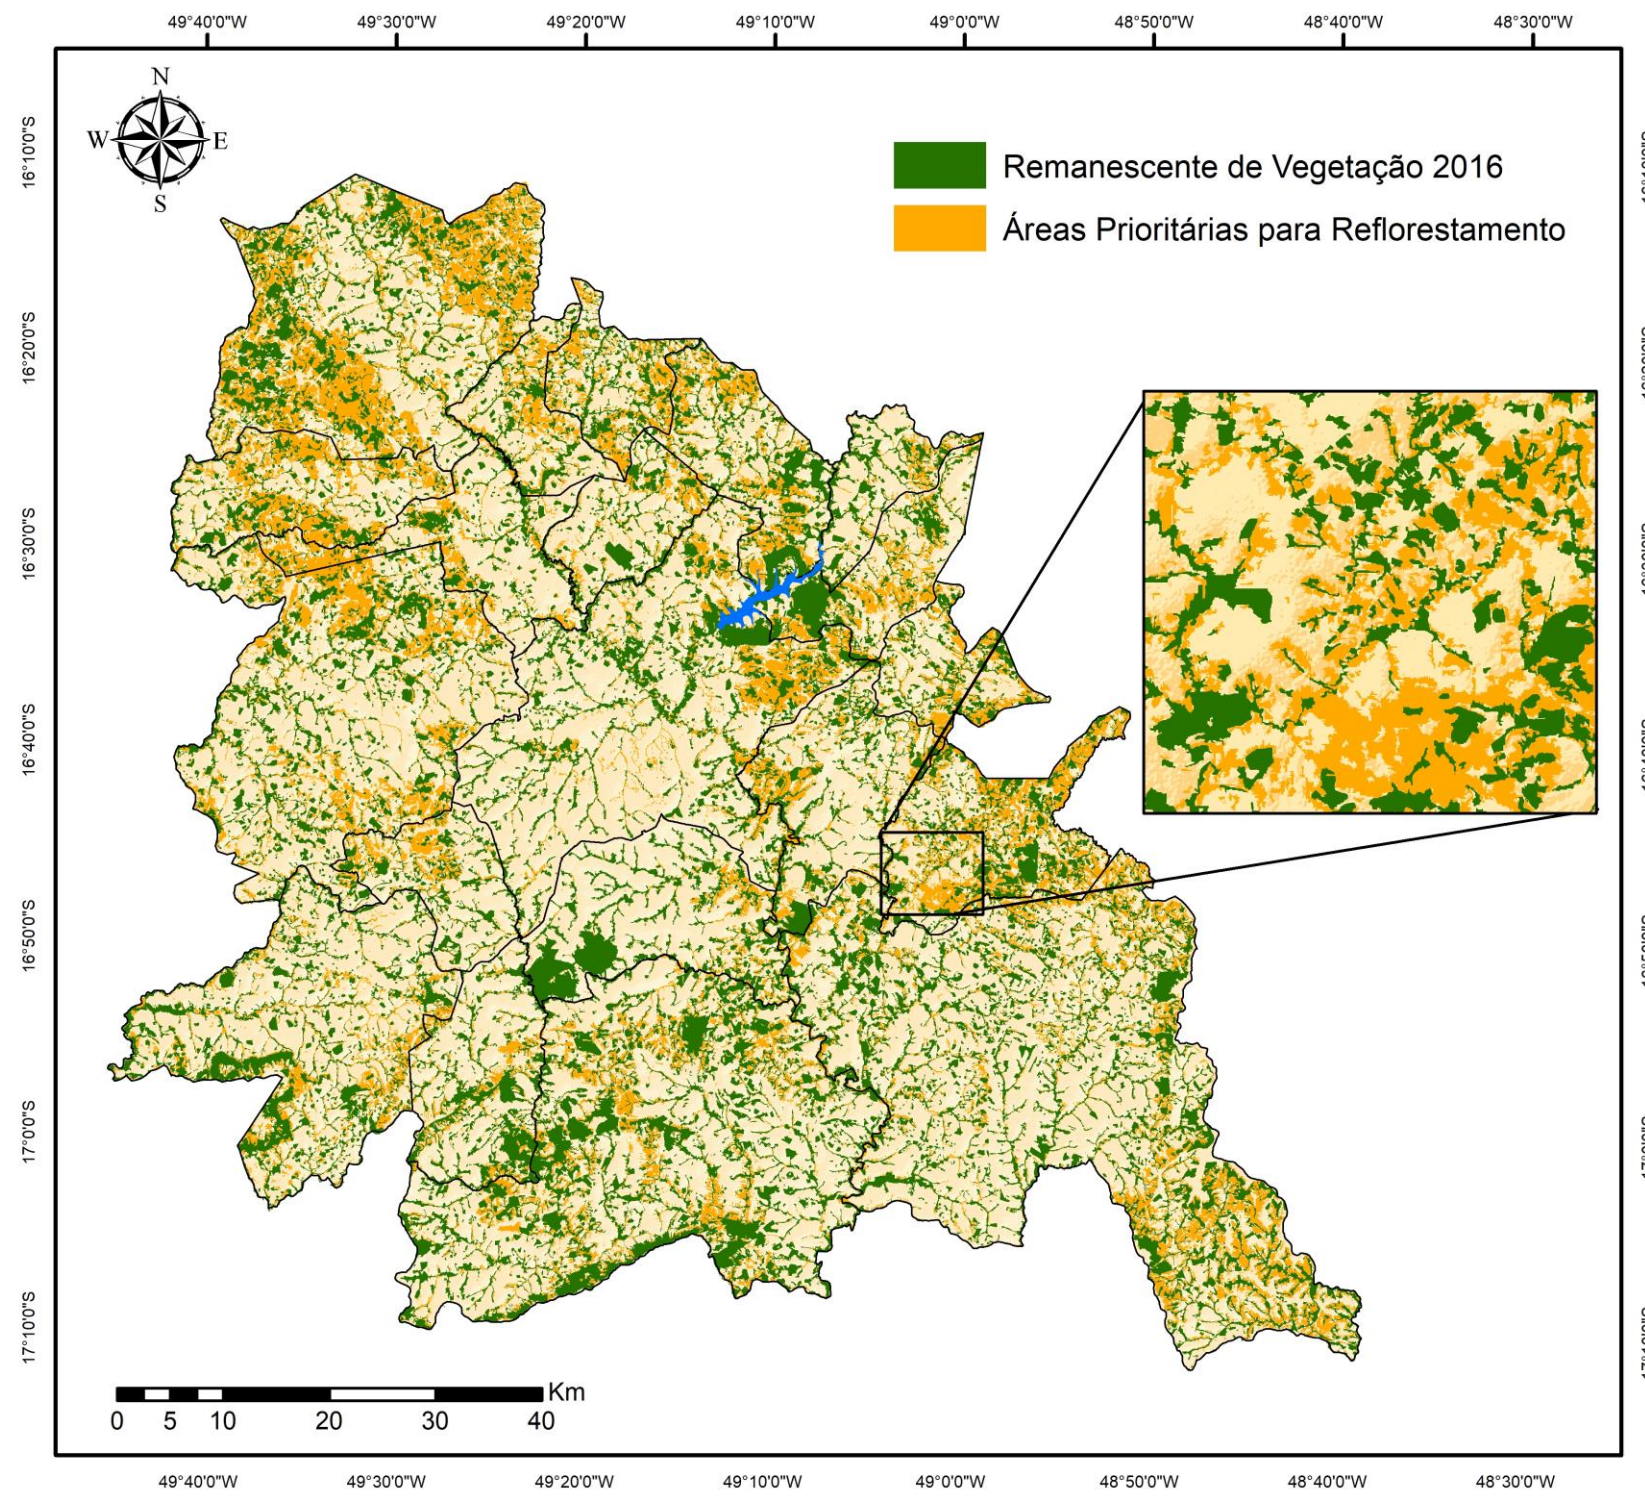 49°40'0"W 49°30'0"W 49°20'0"W 49°10'0"W 49°0'0"W 48°50'0"W 48°40'0"W 48°30'0"W
N
W E
S
Remanescente de Vegetação 2016
Áreas Prioritárias para Reflorestamento
16°10'0"S
16°20'0"S
16°30'0"S
16°40'0"S
16°50'0"S
17°0'0"S
17°10'0"S
Km
0 5 10 20 30 40
49°40'0"W 49°30'0"W 49°20'0"W 49°10'0"W 49°0'0"W 48°50'0"W 48°40'0"W 48°30'0"W